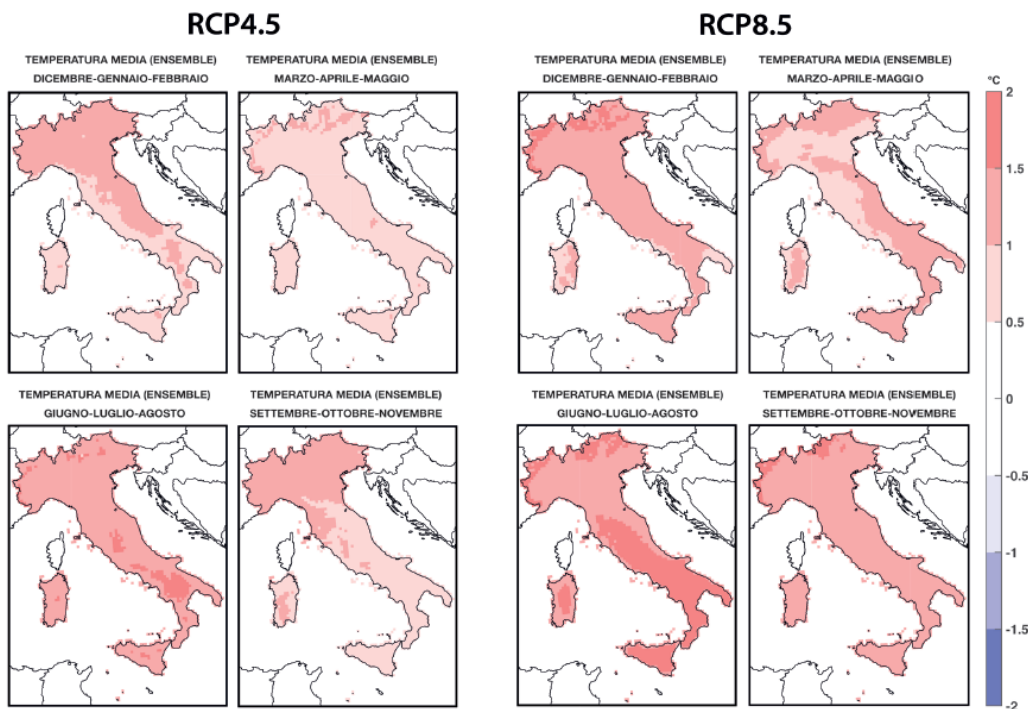 RCP4.5
RCP8.5
TEMPERATURA MEDIA (ENSEMBLE)
DICEMBRE-GENNAIO-FEBBRAIO
TEMPERATURA MEDIA (ENSEMBLE)
MARZO-APRILE-MAGGIO
TEMPERATURA MEDIA (ENSEMBLE)
DICEMBRE-GENNAIO-FEBBRAIO
TEMPERATURA MEDIA (ENSEMBLE)
MARZO-APRILE-MAGGIO
TEMPERATURA MEDIA (ENSEMBLE)
GIUGNO-LUGLIO-AGOSTO
TEMPERATURA MEDIA (ENSEMBLE)
SETTEMBRE-OTTOBRE-NOVEMBRE
TEMPERATURA MEDIA (ENSEMBLE)
GIUGNO-LUGLIO-AGOSTO
TEMPERATURA MEDIA (ENSEMBLE)
SETTEMBRE-OTTOBRE-NOVEMBRE
°C
2
1.5
1
0.5
0
-0.5
-1
-1.5
-2